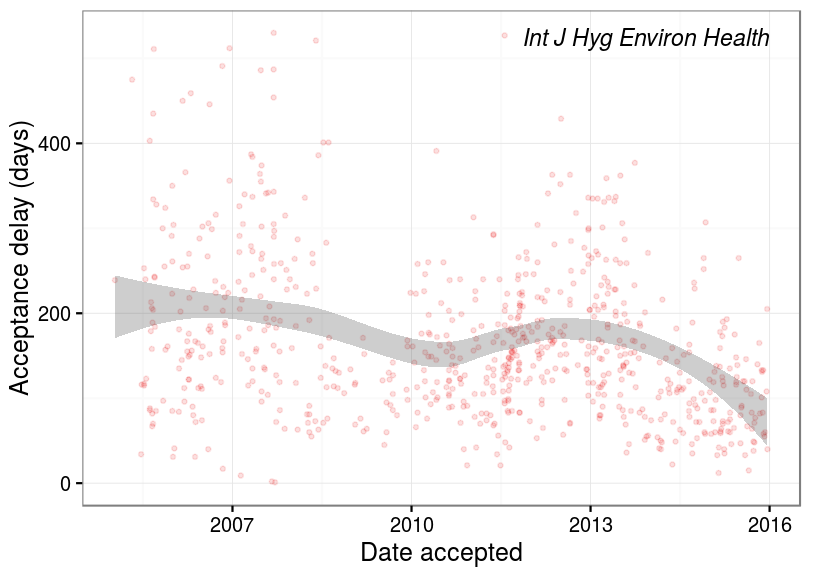 Int J Hyg Environ Health
Acceptance delay (days)
400
200
0
2007
2010
2013
2016
Date accepted